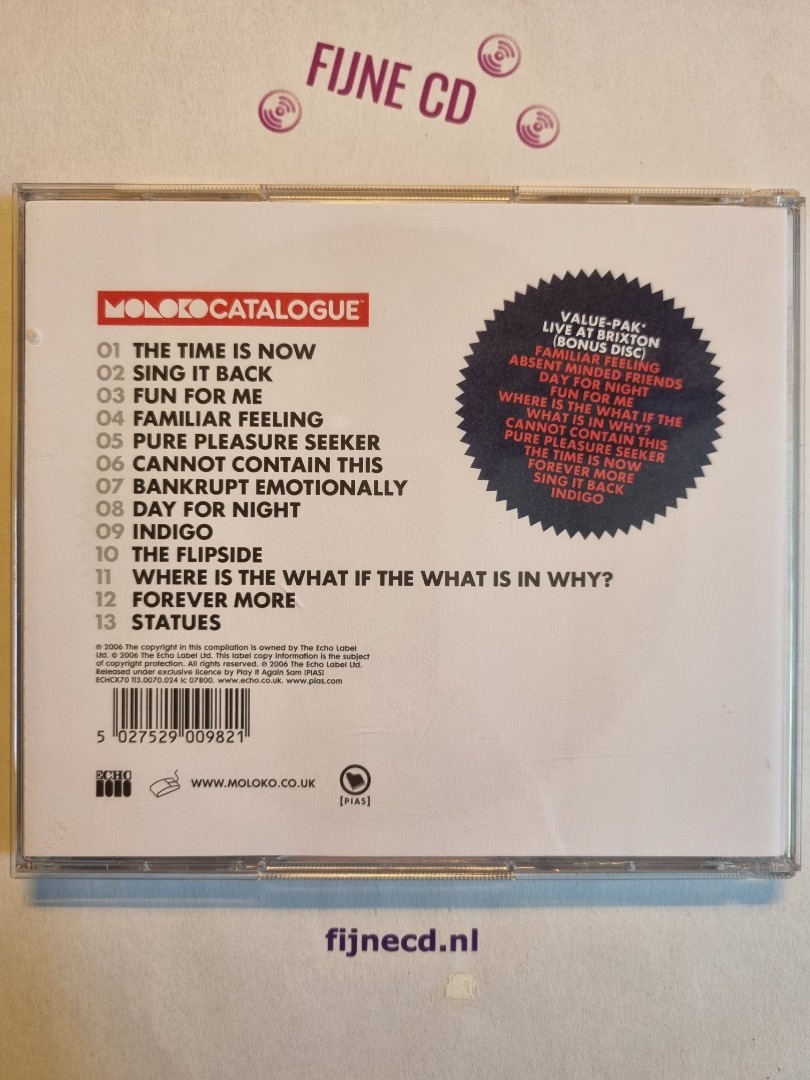 FIJNE CD
MOLOKO CATALOGUE™
01 THE TIME IS NOW
02 SING IT BACK
03 FUN FOR ME
04 FAMILIAR FEELING
05 PURE PLEASURE SEEKER
06 CANNOT CONTAIN THIS
07 BANKRUPT EMOTIONALLY
08 DAY FOR NIGHT
09 INDIGO
10 THE FLIPSIDE
11 WHERE IS THE WHAT IF THE WHAT IS IN WHY?
12 FOREVER MORE
13 STATUES
VALUE-PAK*
LIVE AT BRIXTON
(BONUS DISC)
FAMILIAR FEELING
ABSENT MINDED FRIENDS
DAY FOR NIGHT
FUN FOR ME
WHERE IS THE WHAT IF THE
WHAT IS IN WHY?
CANNOT CONTAIN THIS
PURE PLEASURE SEEKER
THE TIME IS NOW
FOREVER MORE
SING IT BACK
INDIGO
℗ 2006 The copyright in this compilation is owned by The Echo Label
Ltd. © 2006 The Echo Label Ltd. This label copy information is the subject
of copyright protection. All rights reserved. ℗ 2006 The Echo Label Ltd.
Released under exclusive licence by Play It Again Sam (PIAS)
ECHCX70 113.0070.024 lc 07800. www.echo.co.uk. www.pias.com
5 027529 009821
ECHO
WWW.MOLOKO.CO.UK
[PIAS]
fijnecd.nl